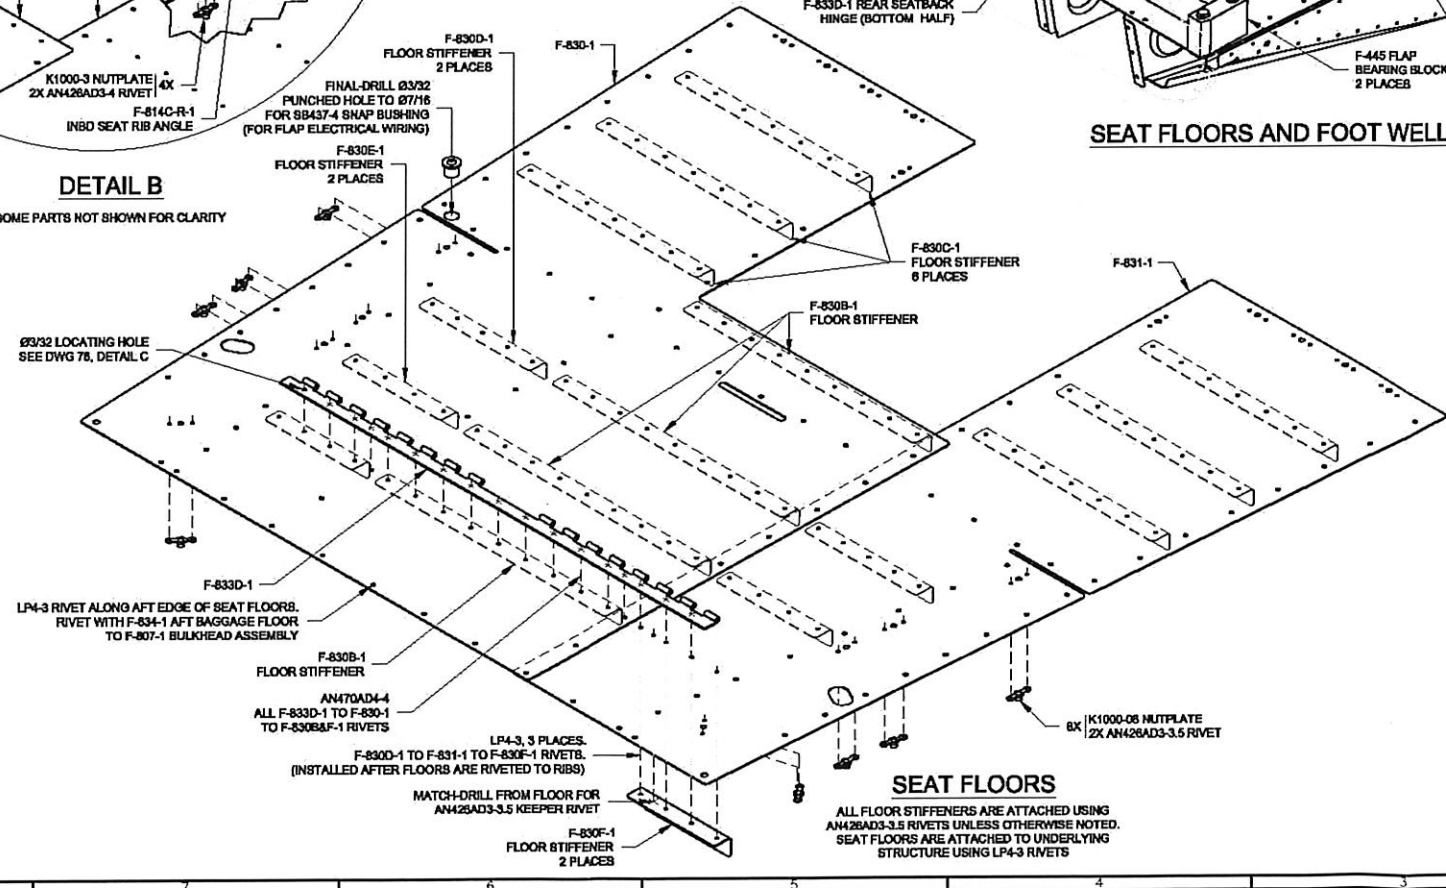 F-833D-1 REAR SEATBACK
HINGE (BOTTOM HALF)
F-830D-1
FLOOR STIFFENER
2 PLACES
F-830-1
K1000-3 NUTPLATE
2X AN426AD3-4 RIVET
4X
F-814C-R-1
INBD SEAT RIB ANGLE
FINAL-DRILL Ø3/32
PUNCHED HOLE TO Ø7/16
FOR SB437-4 SNAP BUSHING
(FOR FLAP ELECTRICAL WIRING)
F-445 FLAP
BEARING BLOCK
2 PLACES
SEAT FLOORS AND FOOT WELL
F-830E-1
FLOOR STIFFENER
2 PLACES
DETAIL B
SOME PARTS NOT SHOWN FOR CLARITY
F-830C-1
FLOOR STIFFENER
6 PLACES
F-831-1
F-830B-1
FLOOR STIFFENER
Ø3/32 LOCATING HOLE
SEE DWG 78, DETAIL C
F-833D-1
LP4-3 RIVET ALONG AFT EDGE OF SEAT FLOORS.
RIVET WITH F-834-1 AFT BAGGAGE FLOOR
TO F-807-1 BULKHEAD ASSEMBLY
F-830B-1
FLOOR STIFFENER
AN470AD4-4
ALL F-833D-1 TO F-830-1
TO F-830B&F-1 RIVETS
6X
K1000-06 NUTPLATE
2X AN426AD3-3.5 RIVET
LP4-3, 3 PLACES.
F-830D-1 TO F-831-1 TO F-830F-1 RIVETS.
(INSTALLED AFTER FLOORS ARE RIVETED TO RIBS)
MATCH-DRILL FROM FLOOR FOR
AN426AD3-3.5 KEEPER RIVET
F-830F-1
FLOOR STIFFENER
2 PLACES
SEAT FLOORS
ALL FLOOR STIFFENERS ARE ATTACHED USING
AN426AD3-3.5 RIVETS UNLESS OTHERWISE NOTED.
SEAT FLOORS ARE ATTACHED TO UNDERLYING
STRUCTURE USING LP4-3 RIVETS
7
6
5
4
3